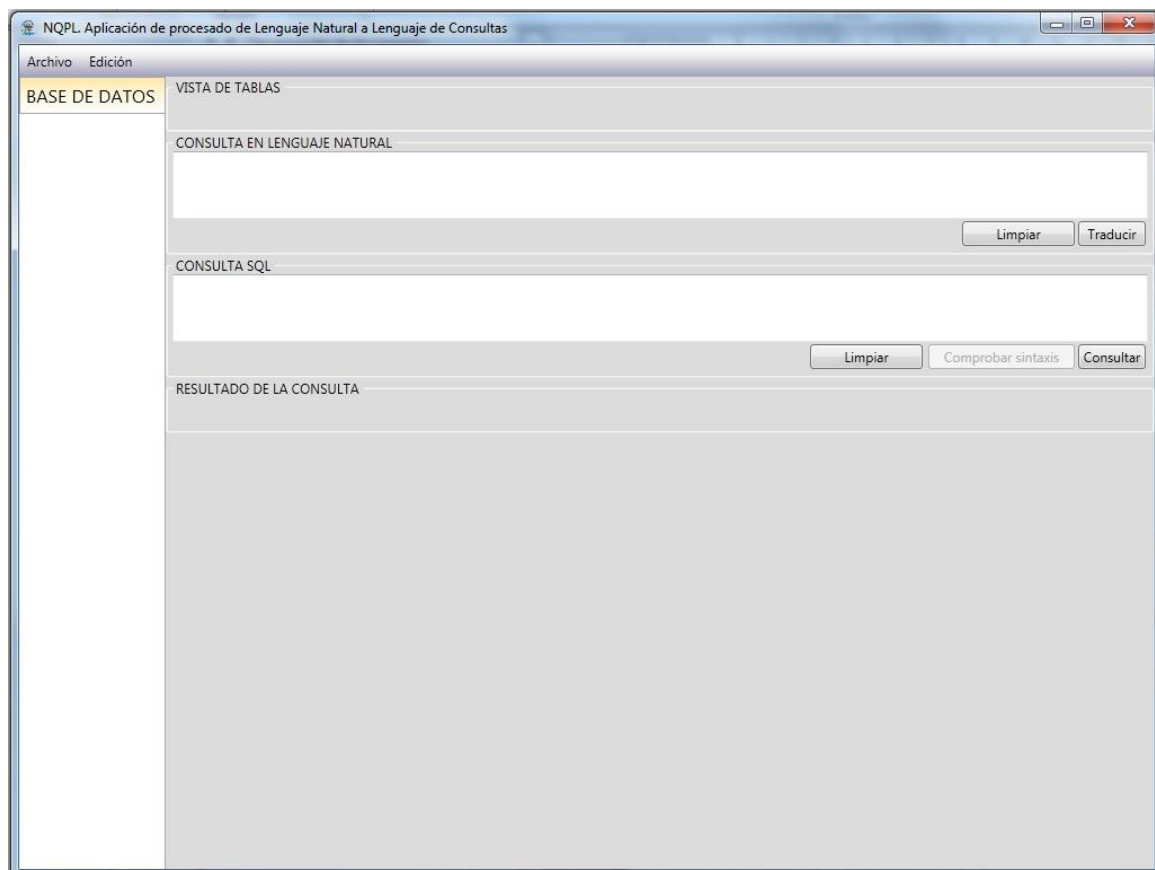 NQPL. Aplicación de procesado de Lenguaje Natural a Lenguaje de Consultas
Archivo Edición
BASE DE DATOS
VISTA DE TABLAS
CONSULTA EN LENGUAJE NATURAL
Limpiar Traducir
CONSULTA SQL
Limpiar Comprobar sintaxis Consultar
RESULTADO DE LA CONSULTA